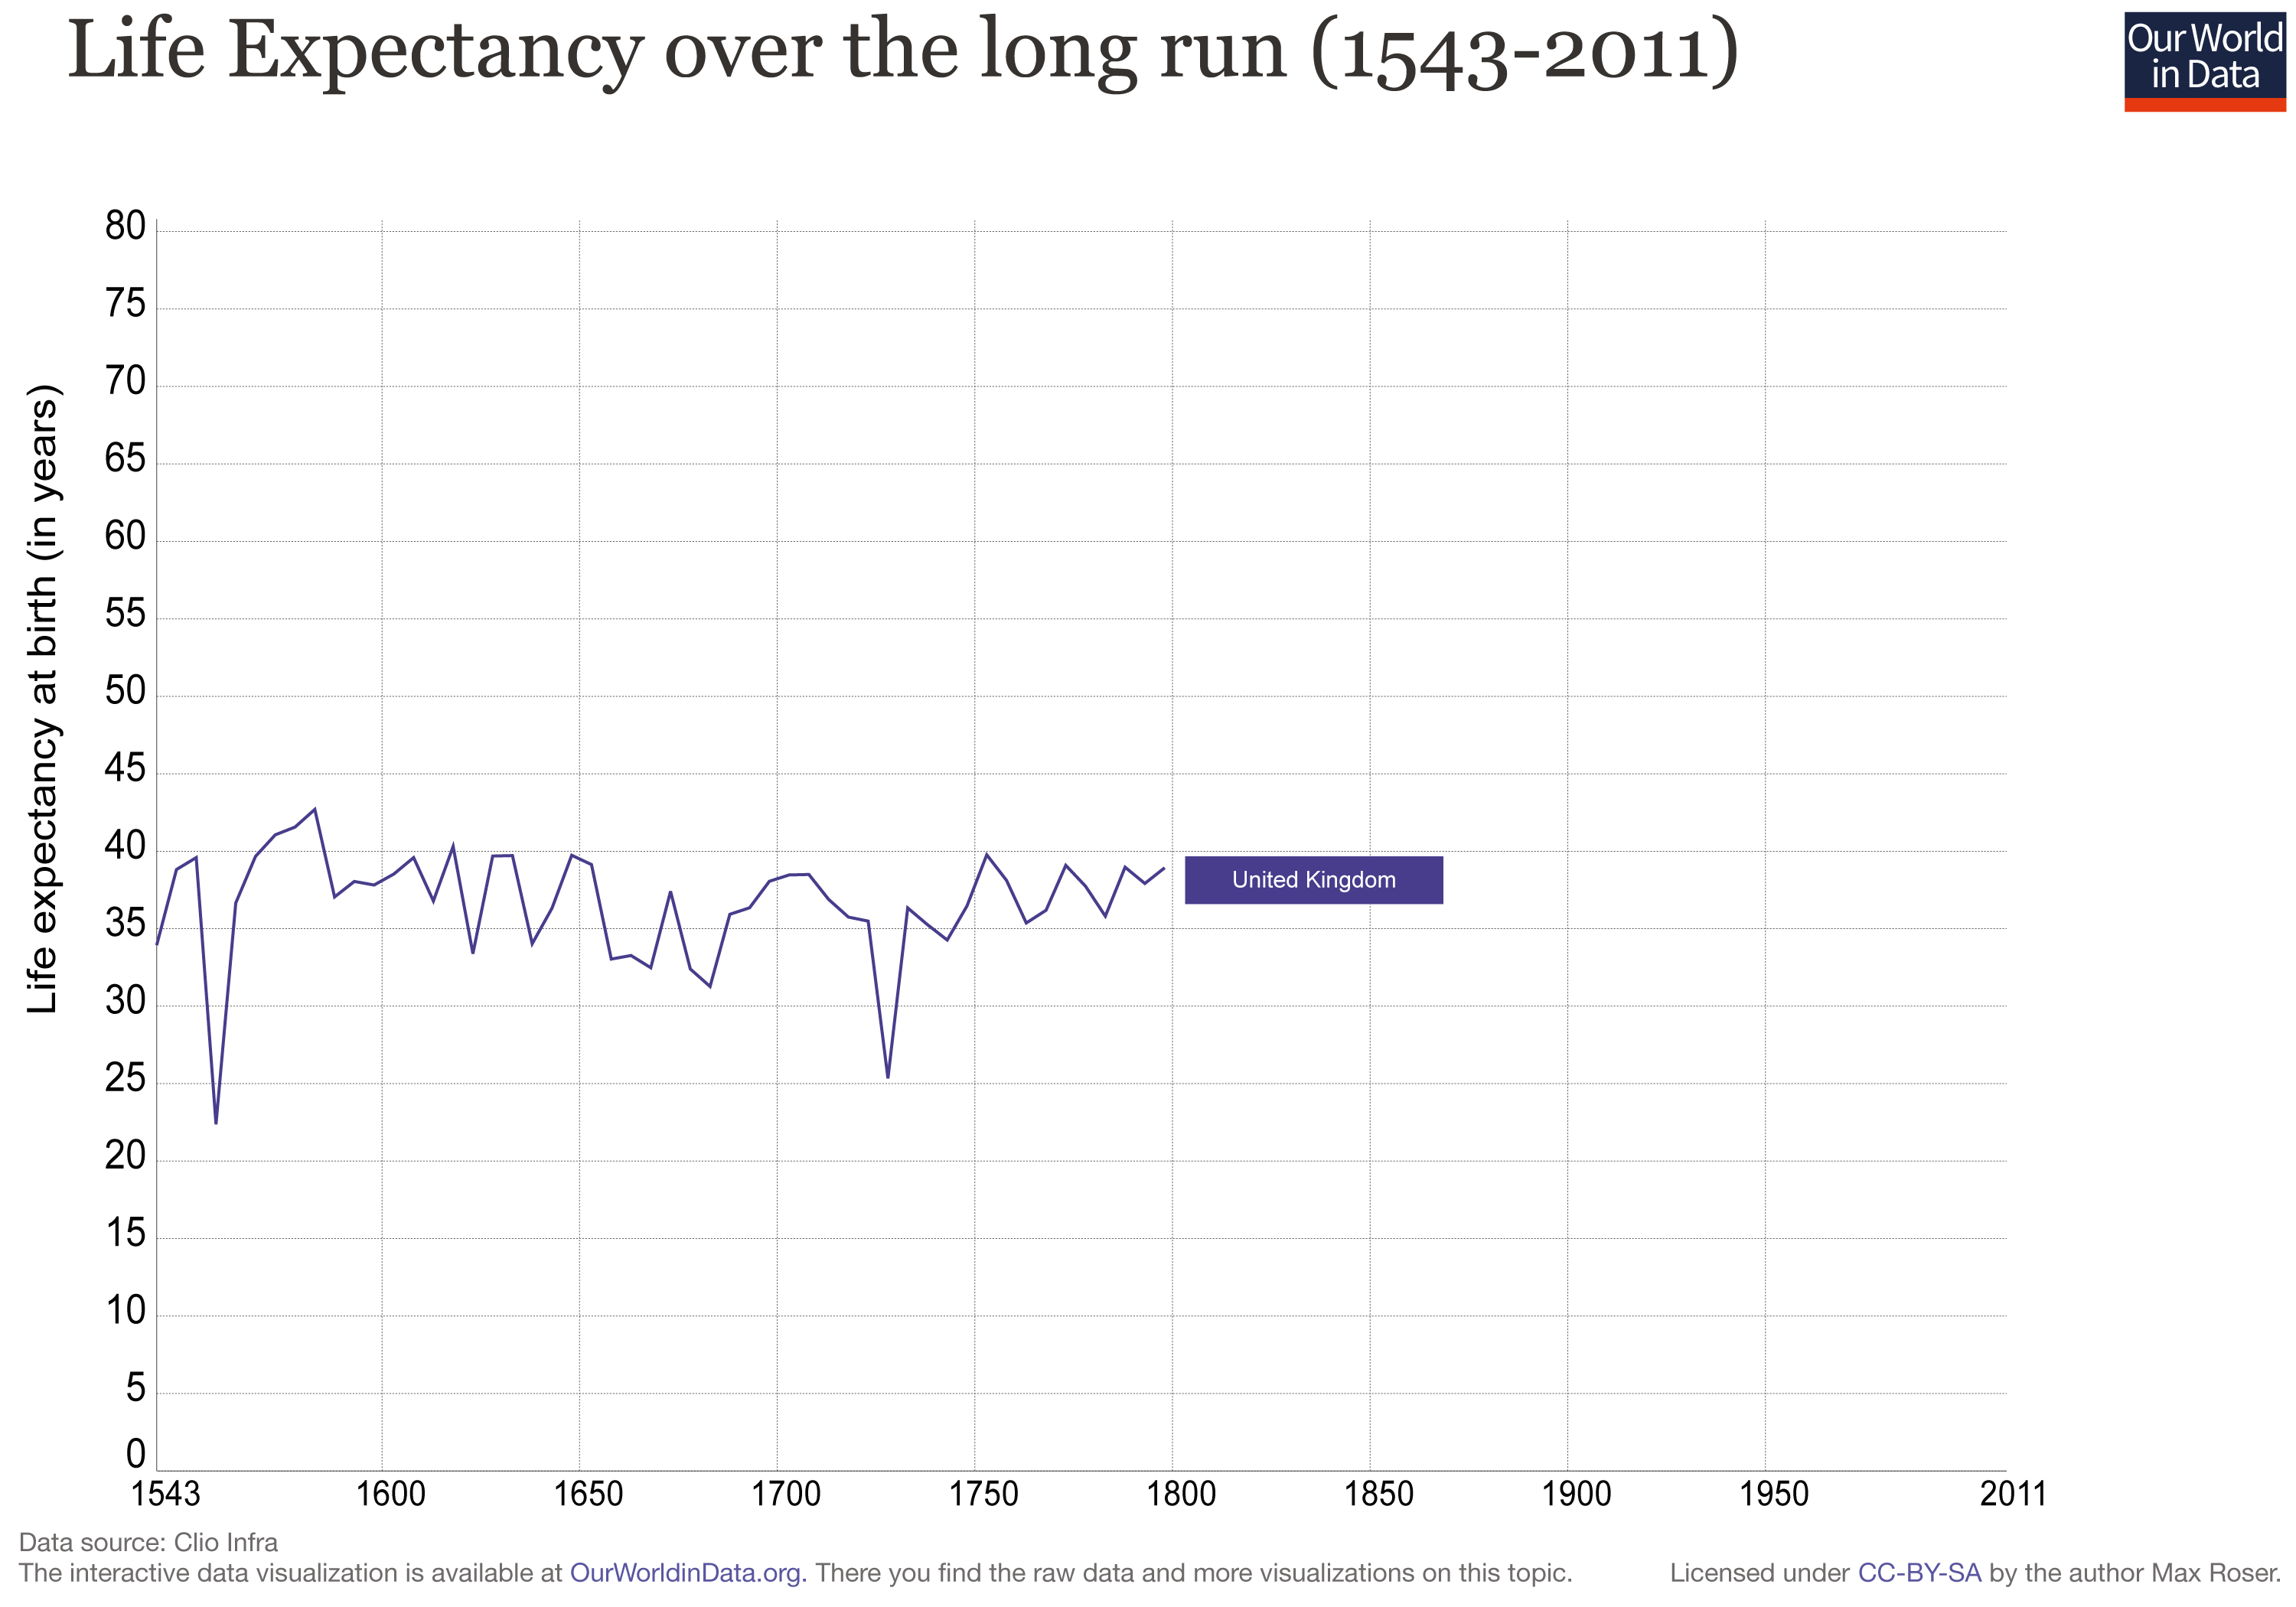 Life Expectancy over the long run (1543-2011)
Our World
in Data
Life expectancy at birth (in years)
80
75
70
65
60
55
50
45
40
35
30
25
20
15
10
5
0
United Kingdom
1543 1600 1650 1700 1750 1800 1850 1900 1950 2011
Data source: Clio Infra
The interactive data visualization is available at OurWorldinData.org. There you find the raw data and more visualizations on this topic. Licensed under CC-BY-SA by the author Max Roser.